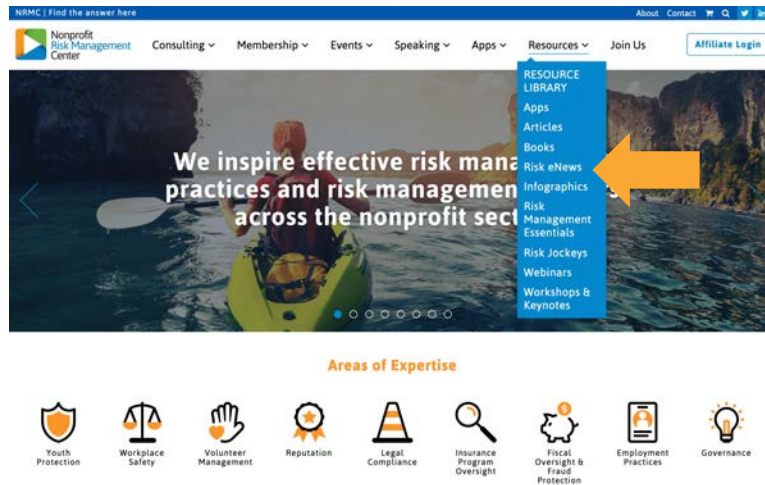 NRMC | Find the answer here
About Contact
Nonprofit
Risk Management
Center
Consulting
Membership
Events
Speaking
Apps
Resources
Join Us
Affiliate Login
RESOURCE
LIBRARY
Apps
Articles
Books
Risk eNews
Infographics
Risk
Management
Essentials
Risk Jockeys
Webinars
Workshops &
Keynotes
We inspire effective risk
practices and risk
across the nonprofit
Areas of Expertise
Youth
Protection
Workplace
Safety
Volunteer
Management
Reputation
Legal
Compliance
Insurance
Program
Oversight
Fiscal
Oversight &
Fraud
Protection
Employment
Practices
Governance